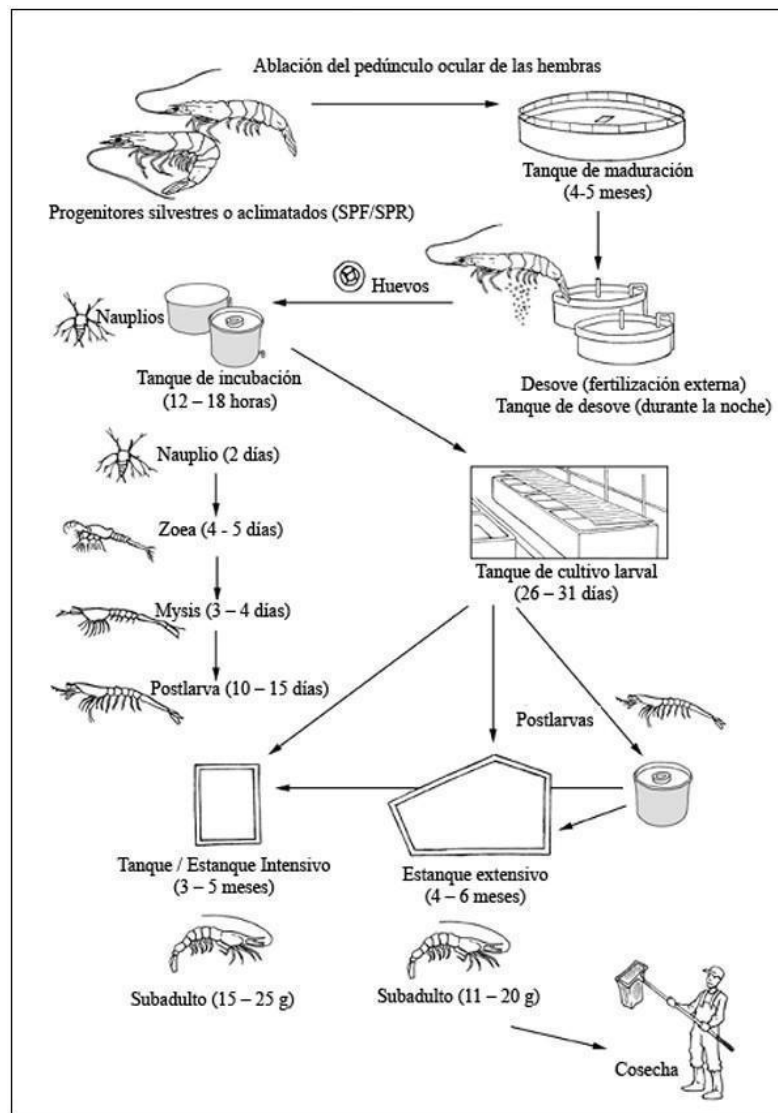 Ablación del pedúnculo ocular de las hembras
Tanque de maduración
(4-5 meses)
Progenitores silvestres o aclimatados (SPF/SPR)
Huevos
Nauplios
Tanque de incubación
(12 – 18 horas)
Desove (fertilización externa)
Tanque de desove (durante la noche)
Nauplio (2 días)
Zoea (4 - 5 días)
Mysis (3 – 4 días)
Postlarva (10 – 15 días)
Tanque de cultivo larval
(26 – 31 días)
Postlarvas
Tanque / Estanque Intensivo
(3 – 5 meses)
Estanque extensivo
(4 – 6 meses)
Subadulto (15 – 25 g)
Subadulto (11 – 20 g)
Cosecha